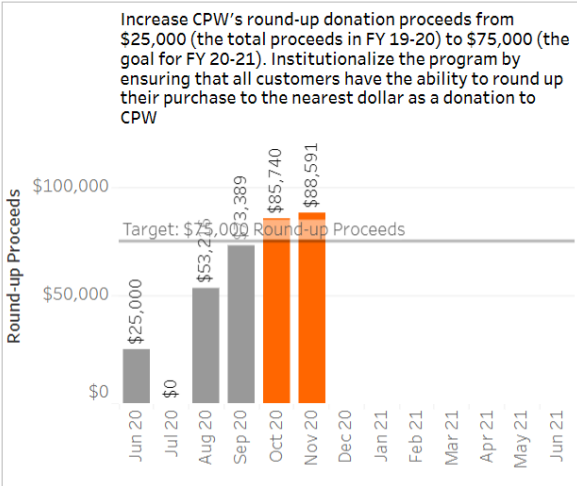 Increase CPW's round-up donation proceeds from
$25,000 (the total proceeds in FY 19-20) to $75,000 (the
goal for FY 20-21). Institutionalize the program by
ensuring that all customers have the ability to round up
their purchase to the nearest dollar as a donation to
CPW
Round-up Proceeds
$100,000
$50,000
$0
Target: $75,000 Round-up Proceeds
$25,000
$0
$85,740
$88,591
Jun 20
Jul 20
Aug 20
Sep 20
Oct 20
Nov 20
Dec 20
Jan 21
Feb 21
Mar 21
Apr 21
May 21
Jun 21